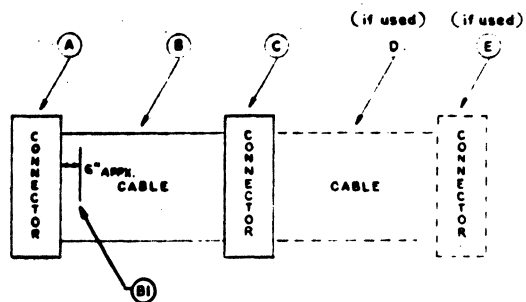 (if used)
(if used)
A
B
C
D
E
CONNECTOR
6" APPX.
CABLE
CONNECTOR
CABLE
CONNECTOR
B1